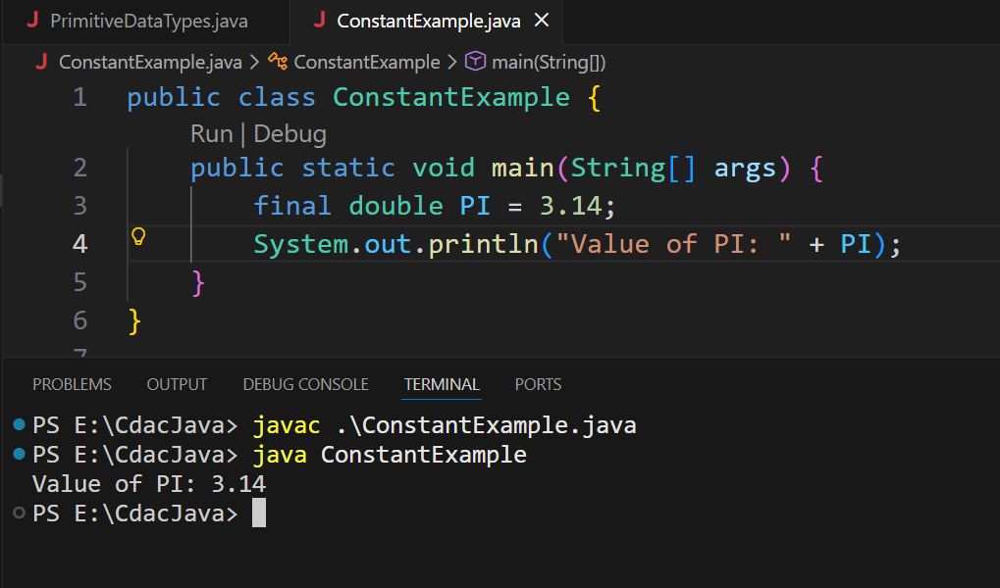 J PrimitiveDataTypes.java J ConstantExample.java ×
J ConstantExample.java > ConstantExample > main(String[])
1 public class ConstantExample {
Run | Debug
2 public static void main(String[] args) {
3 final double PI = 3.14;
4 System.out.println("Value of PI: " + PI);
5 }
6 }
7
PROBLEMS OUTPUT DEBUG CONSOLE TERMINAL PORTS
PS E:\CdacJava> javac .\ConstantExample.java
PS E:\CdacJava> java ConstantExample
Value of PI: 3.14
PS E:\CdacJava>